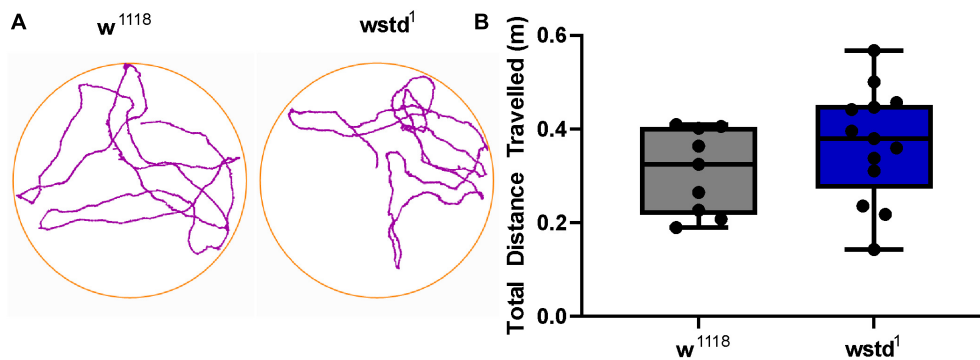 A
w¹¹¹⁸
wstd¹
B
Total Distance Travelled (m)
0.6
0.4
0.2
0.0
w¹¹¹⁸
wstd¹